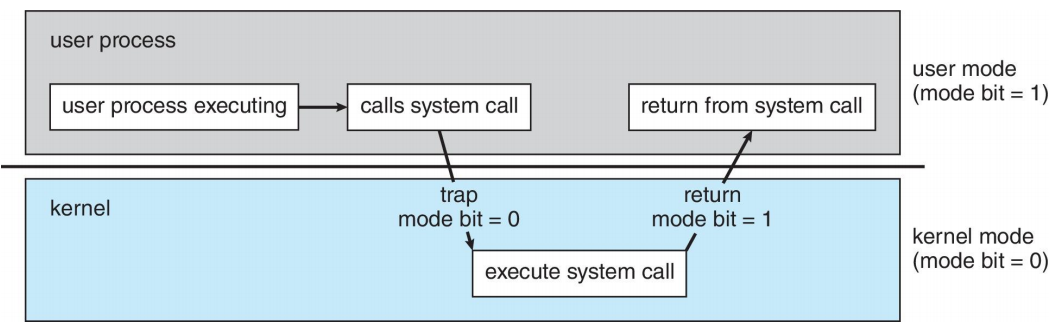 user process
user process executing
calls system call
return from system call
user mode
(mode bit = 1)
trap
mode bit = 0
return
mode bit = 1
kernel
execute system call
kernel mode
(mode bit = 0)